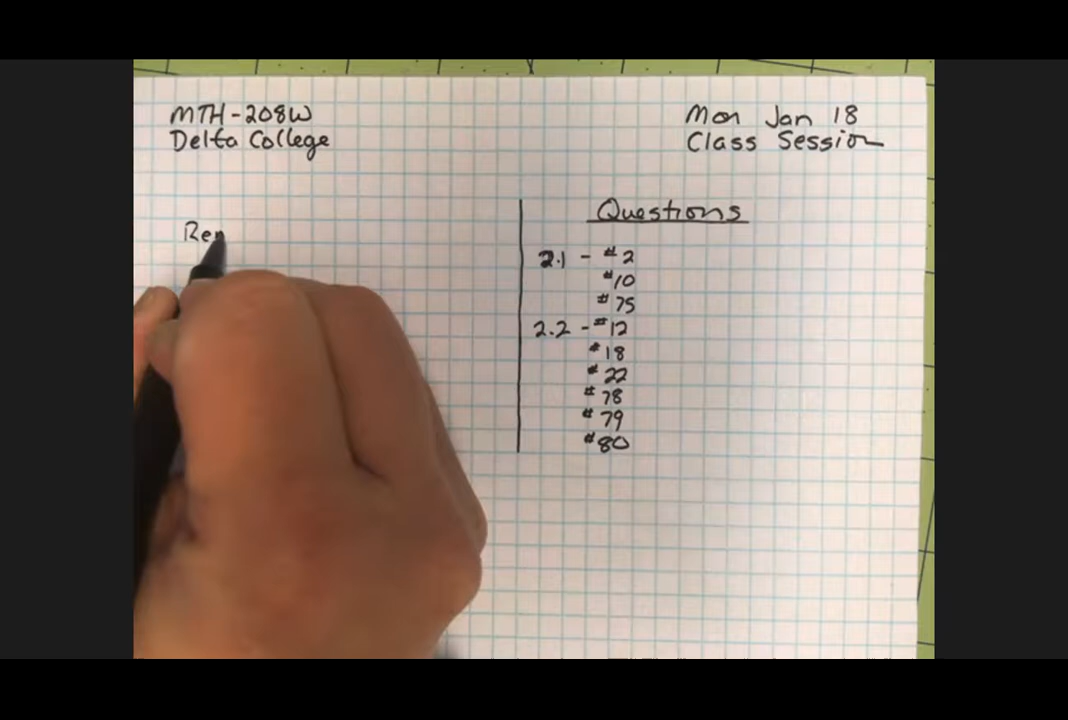 MTH-208W
Delta College
Mon Jan 18
Class Session
Questions
2.1 - #2
#10
#75
2.2 - #12
#18
#22
#78
#79
#80